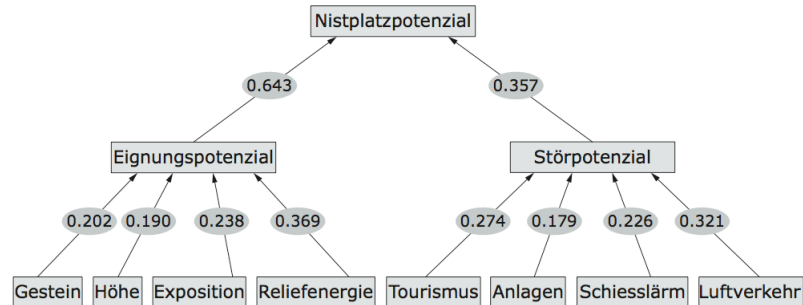 Nistplatzpotenzial
0.643 0.357
Eignungspotenzial Störpotenzial
0.202 0.190 0.238 0.369 0.274 0.179 0.226 0.321
Gestein Höhe Exposition Reliefenergie Tourismus Anlagen Schiesslärm Luftverkehr